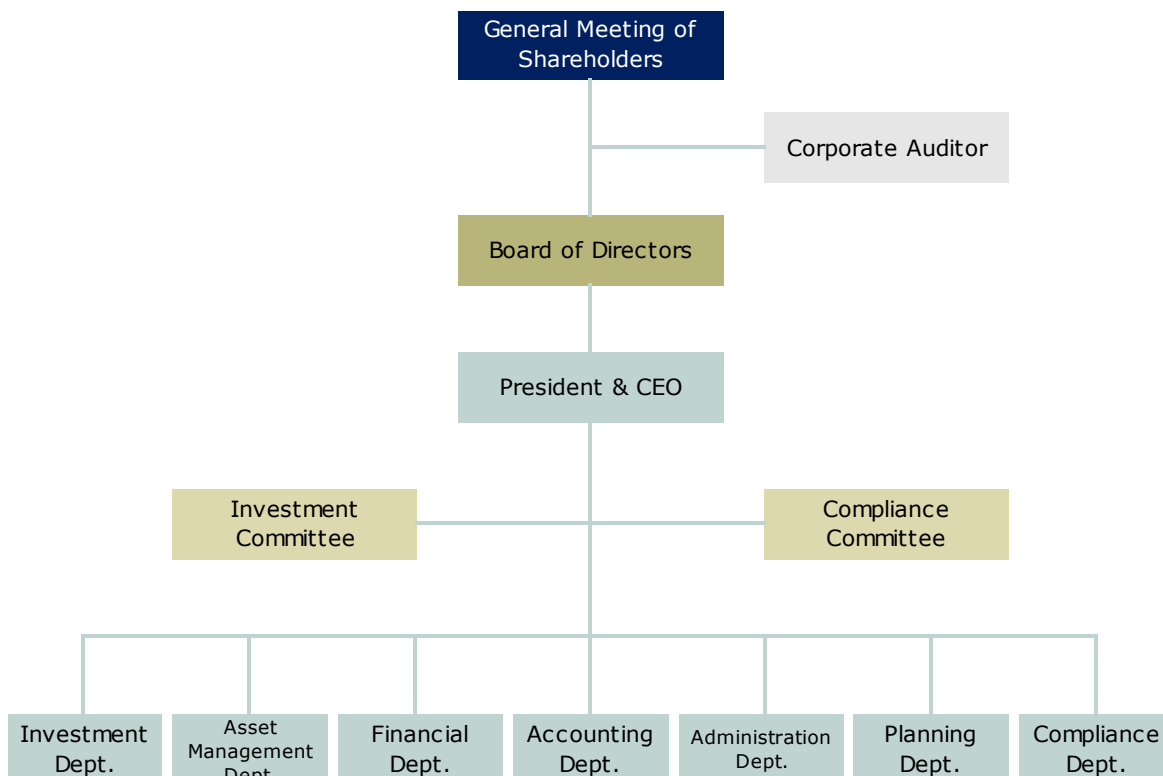 General Meeting of
Shareholders
Corporate Auditor
Board of Directors
President & CEO
Investment
Committee
Compliance
Committee
Investment
Dept.
Asset
Management
Dept.
Financial
Dept.
Accounting
Dept.
Administration
Dept.
Planning
Dept.
Compliance
Dept.